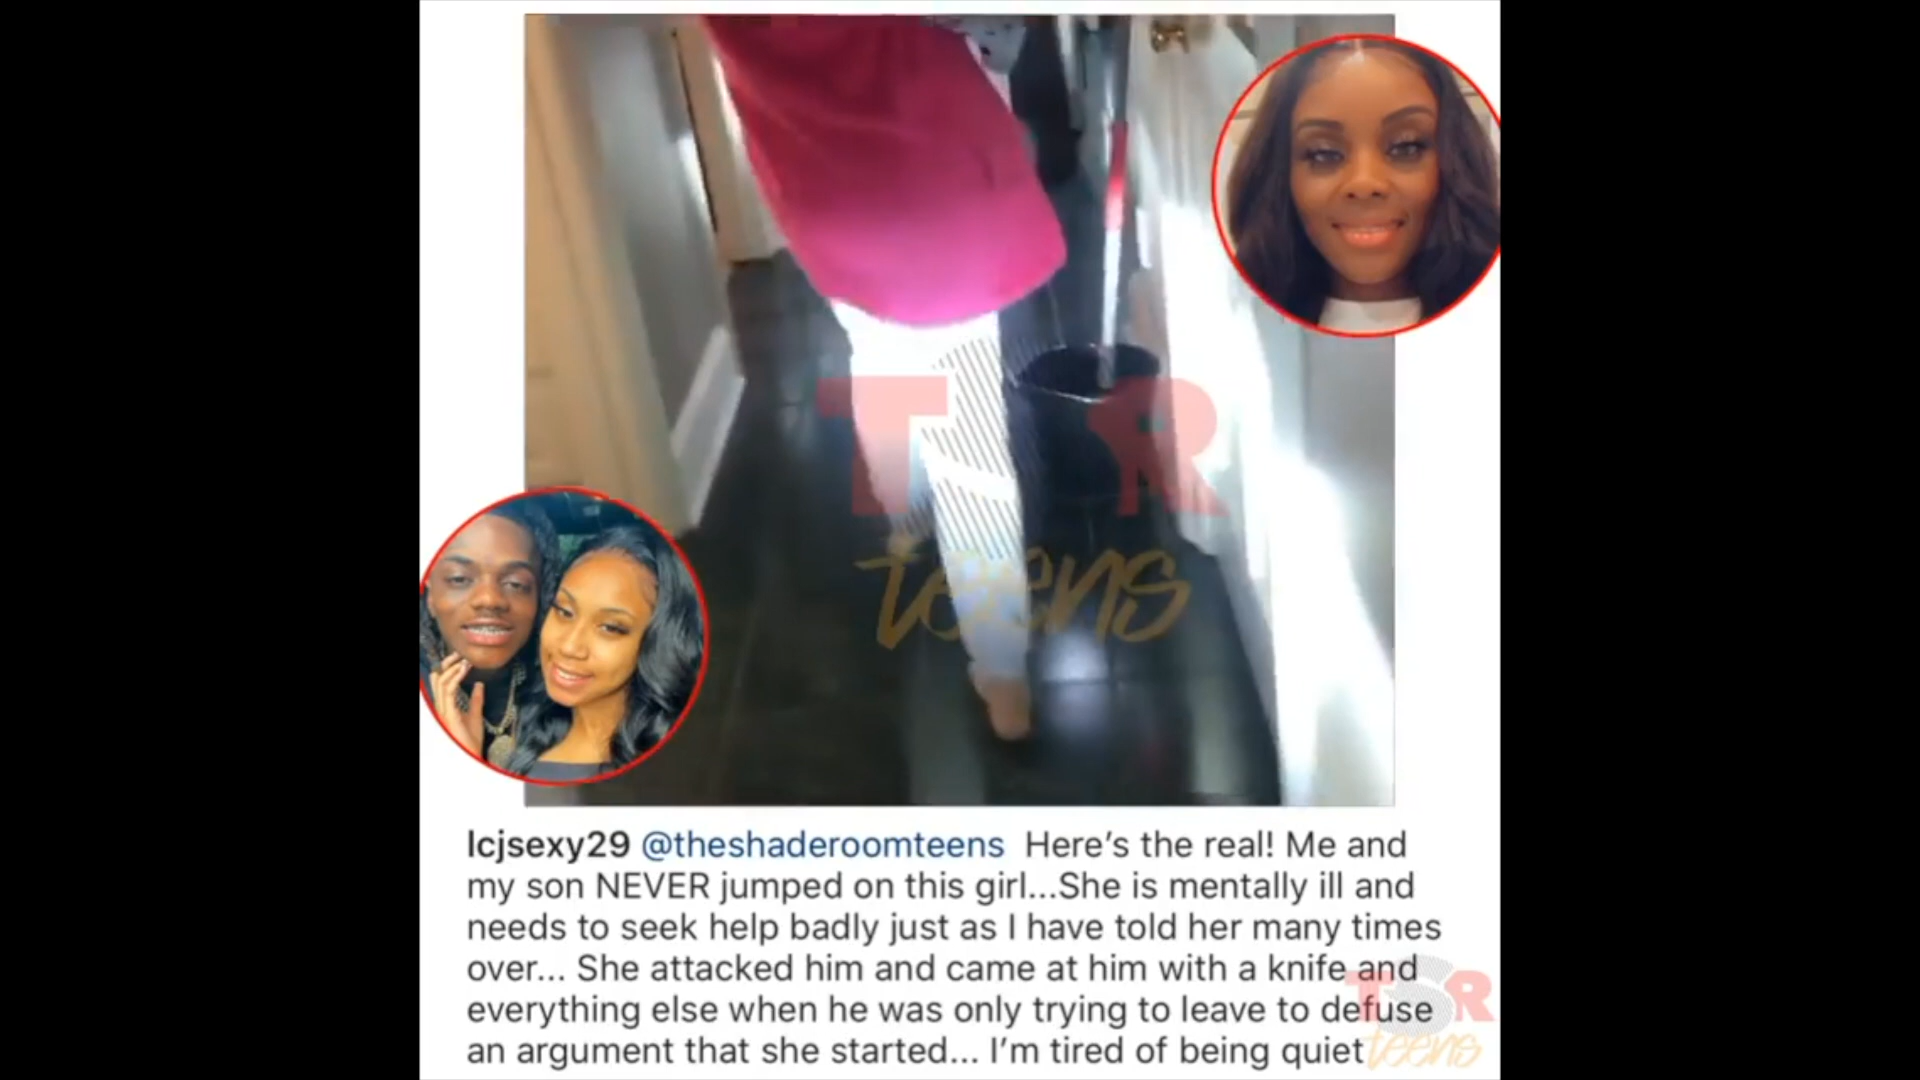 TSR
teens
lcjsexy29 @theshaderoomteens Here's the real! Me and
my son NEVER jumped on this girl...She is mentally ill and
needs to seek help badly just as I have told her many times
over... She attacked him and came at him with a knife and
everything else when he was only trying to leave to defuse
an argument that she started... I'm tired of being quiet
TSR
teens